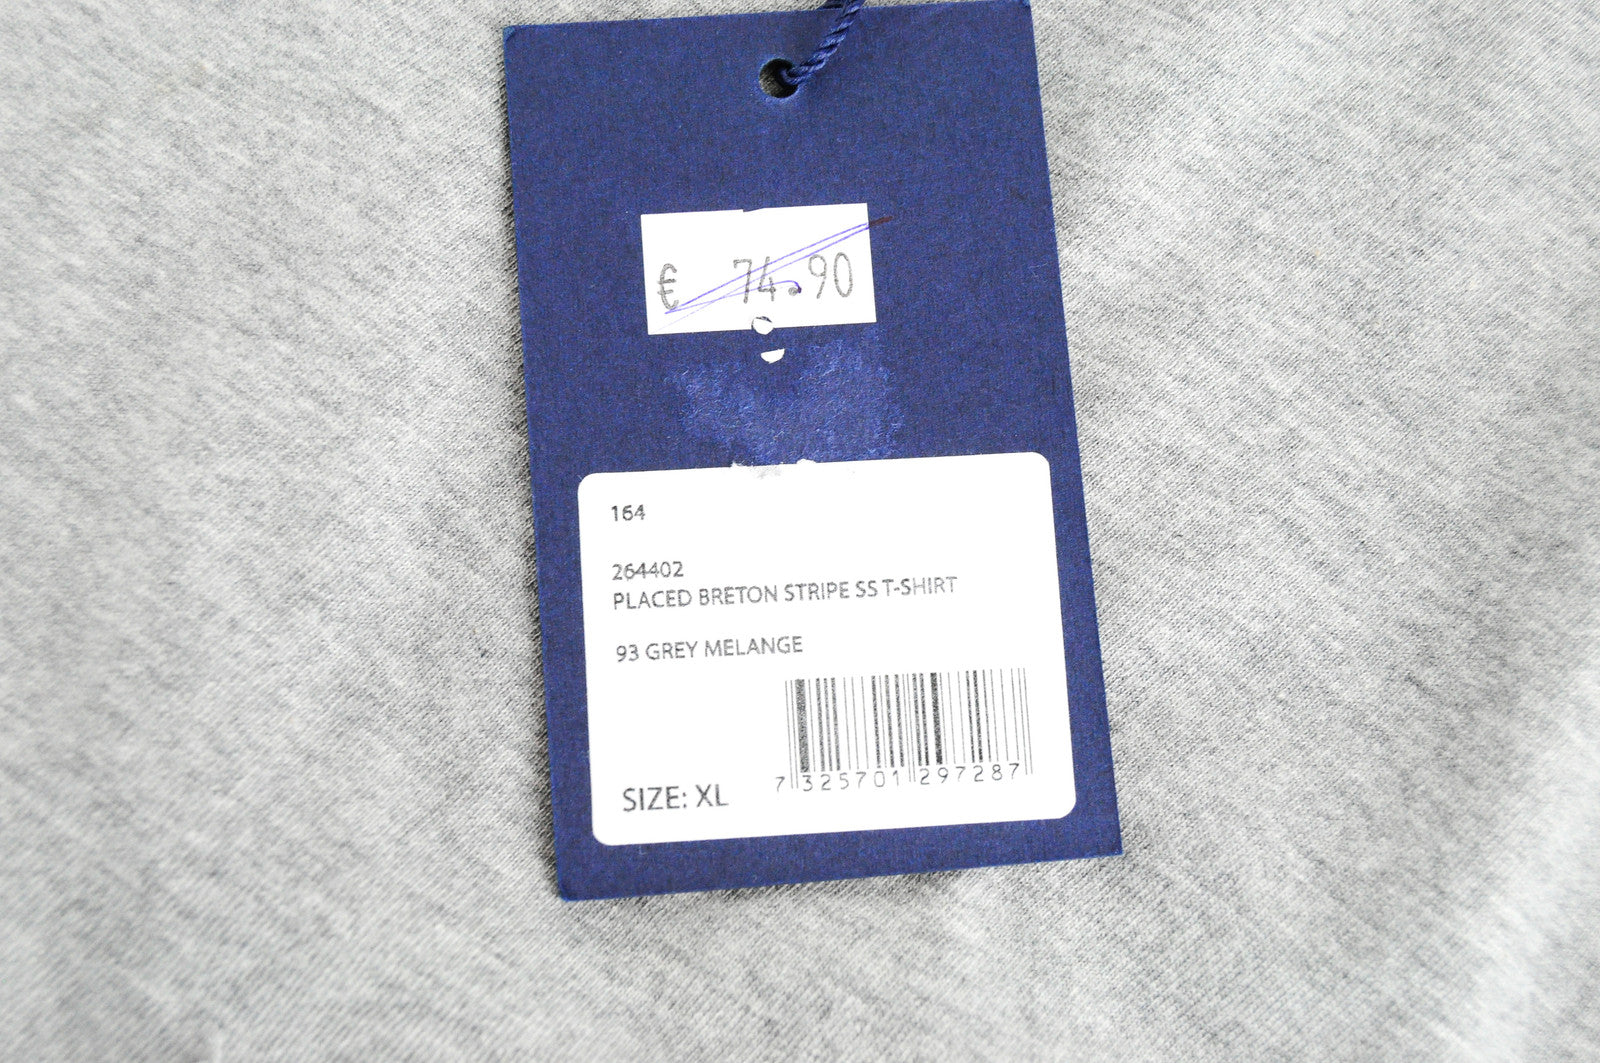 € 74.90
164
264402
PLACED BRETON STRIPE SS T-SHIRT
93 GREY MELANGE
7 325701 297287
SIZE: XL